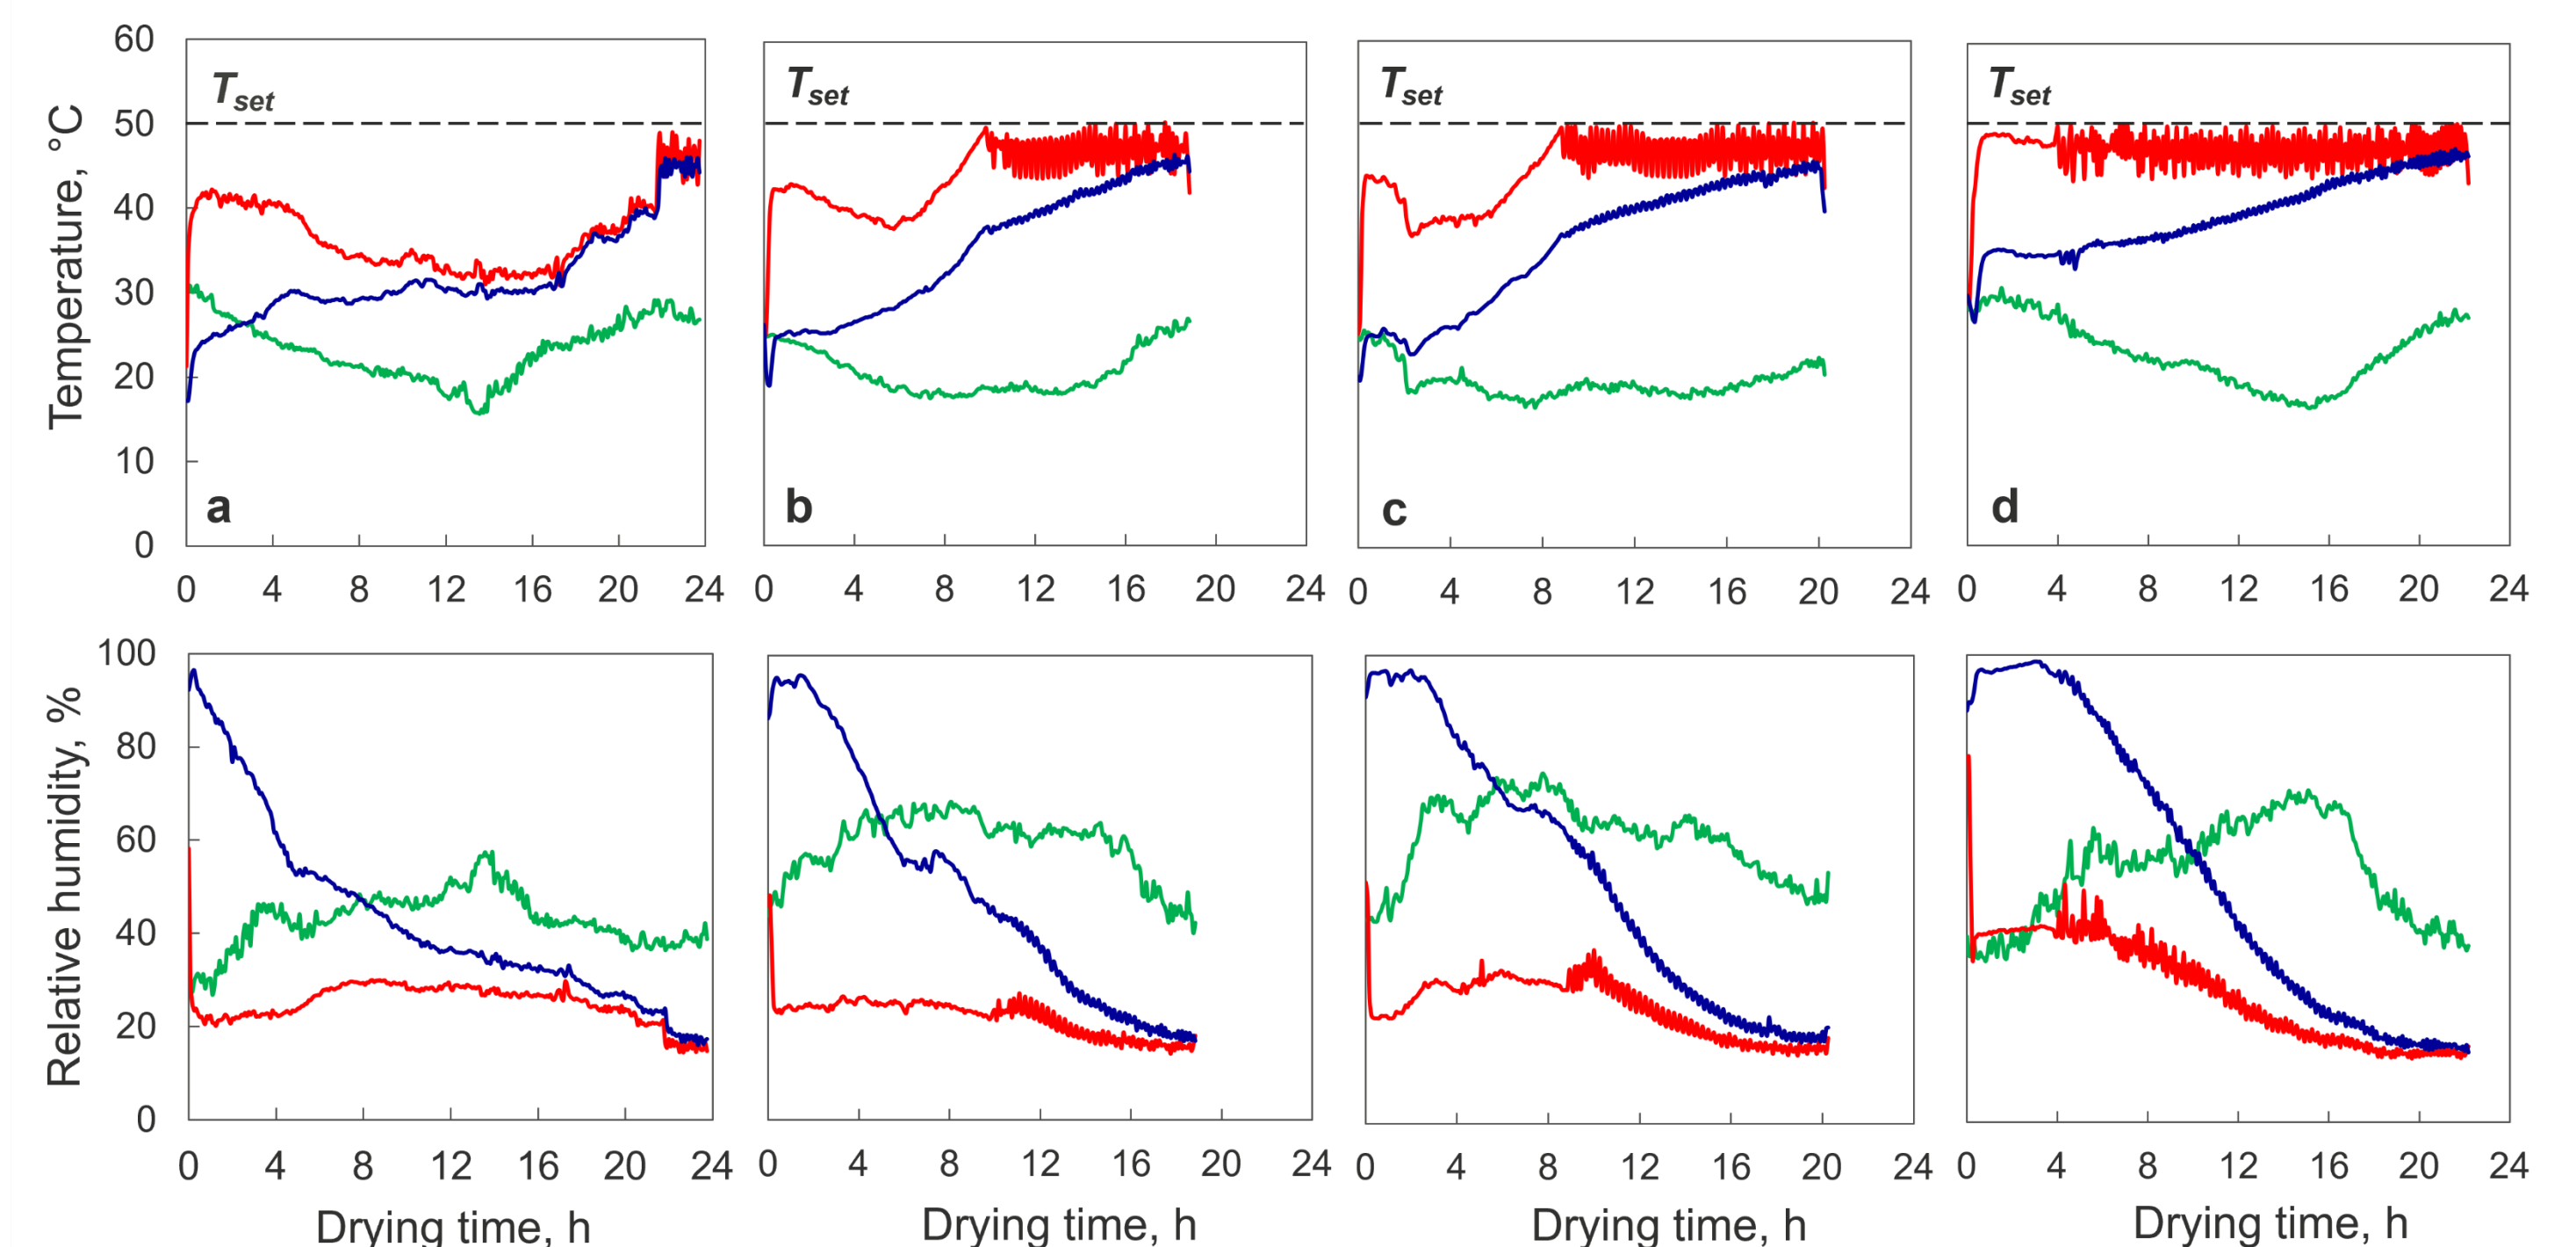 60
50
40
30
20
10
0
Temperature, °C
Tset
Tset
Tset
Tset
a
b
c
d
0 4 8 12 16 20 24
0 4 8 12 16 20 24
0 4 8 12 16 20 24
0 4 8 12 16 20 24
100
80
60
40
20
0
Relative humidity, %
0 4 8 12 16 20 24
0 4 8 12 16 20 24
0 4 8 12 16 20 24
0 4 8 12 16 20 24
Drying time, h
Drying time, h
Drying time, h
Drying time, h